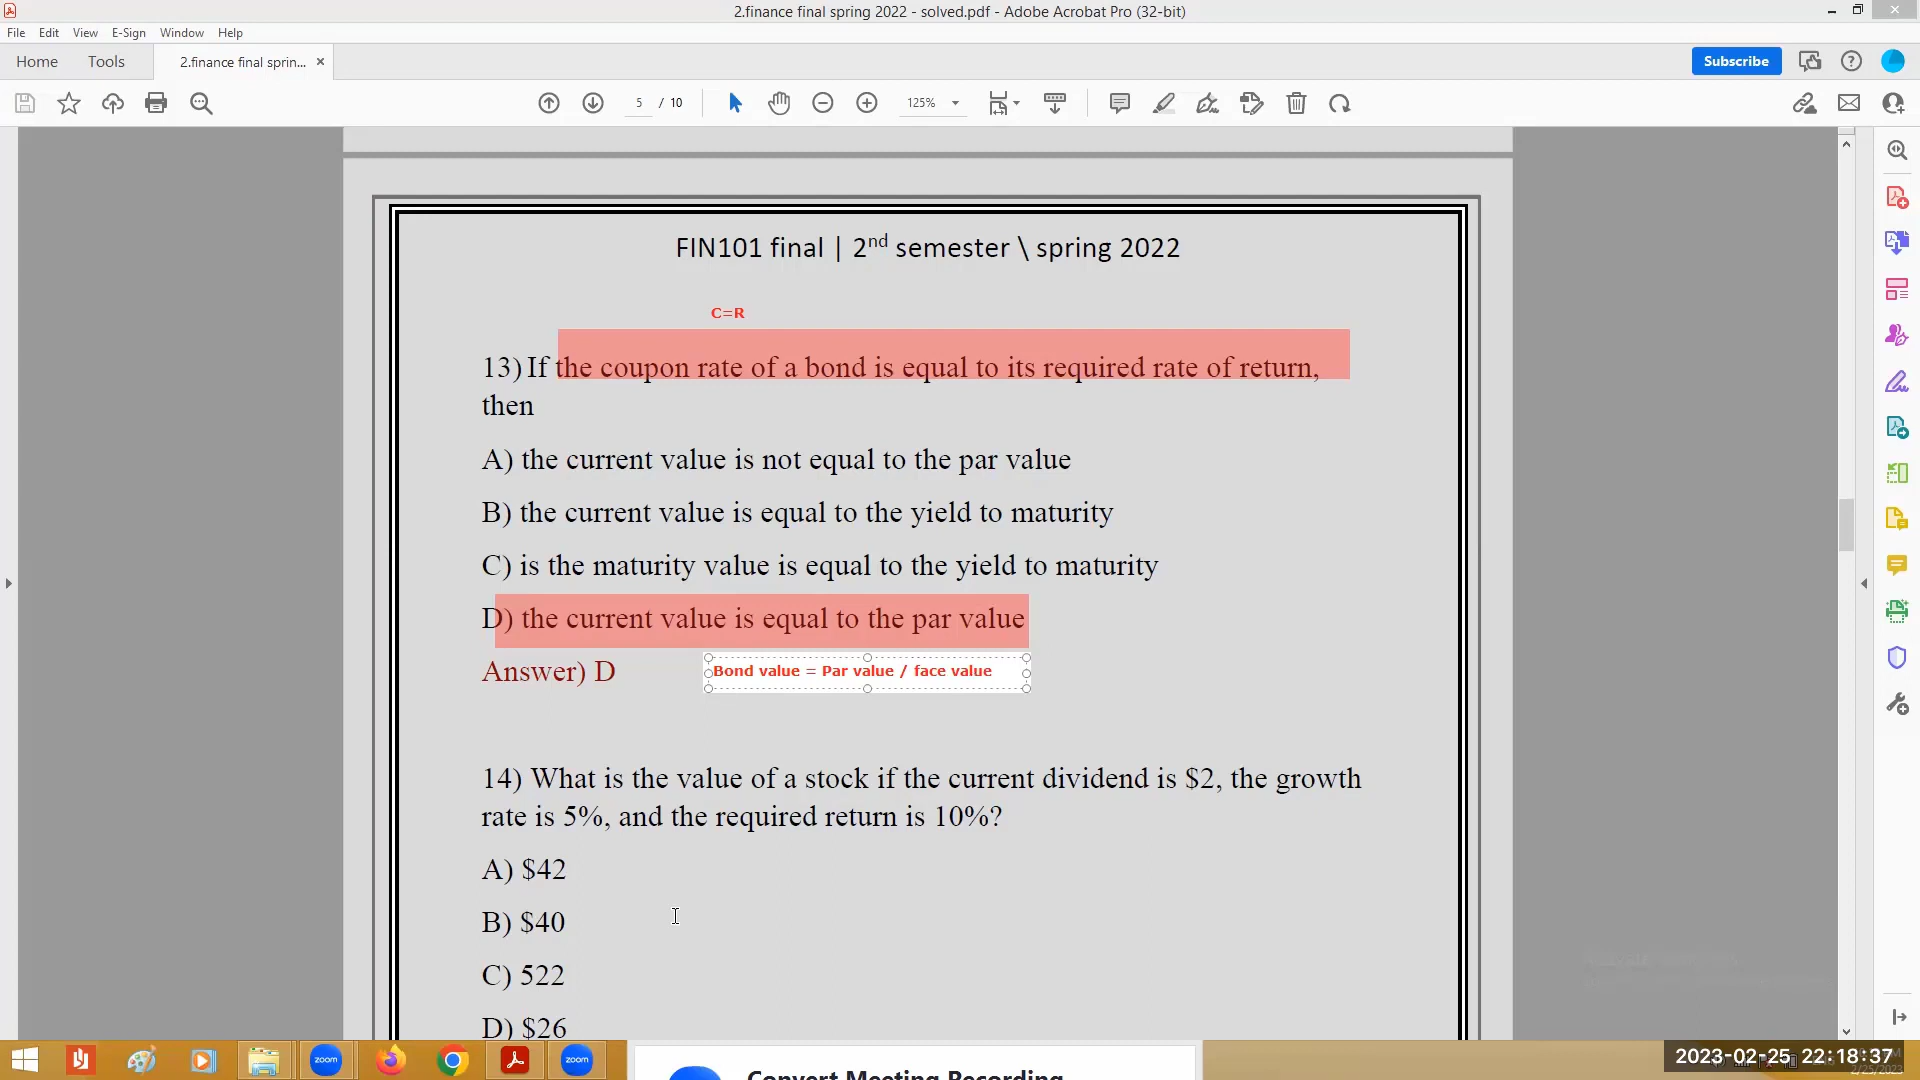 2.finance final spring 2022 - solved.pdf - Adobe Acrobat Pro (32-bit)
File Edit View E-Sign Window Help
Home Tools 2.finance final sprin... Subscribe
5 / 10 125%
FIN101 final | 2nd semester \ spring 2022
C=R
13) If the coupon rate of a bond is equal to its required rate of return,
then
A) the current value is not equal to the par value
B) the current value is equal to the yield to maturity
C) is the maturity value is equal to the yield to maturity
D) the current value is equal to the par value
Answer) D
Bond value = Par value / face value
14) What is the value of a stock if the current dividend is $2, the growth
rate is 5%, and the required return is 10%?
A) $42
B) $40
C) 522
D) $26
zoom
zoom
Convert Meeting Recording
2023-02-25 22:18:37
2/25/2023